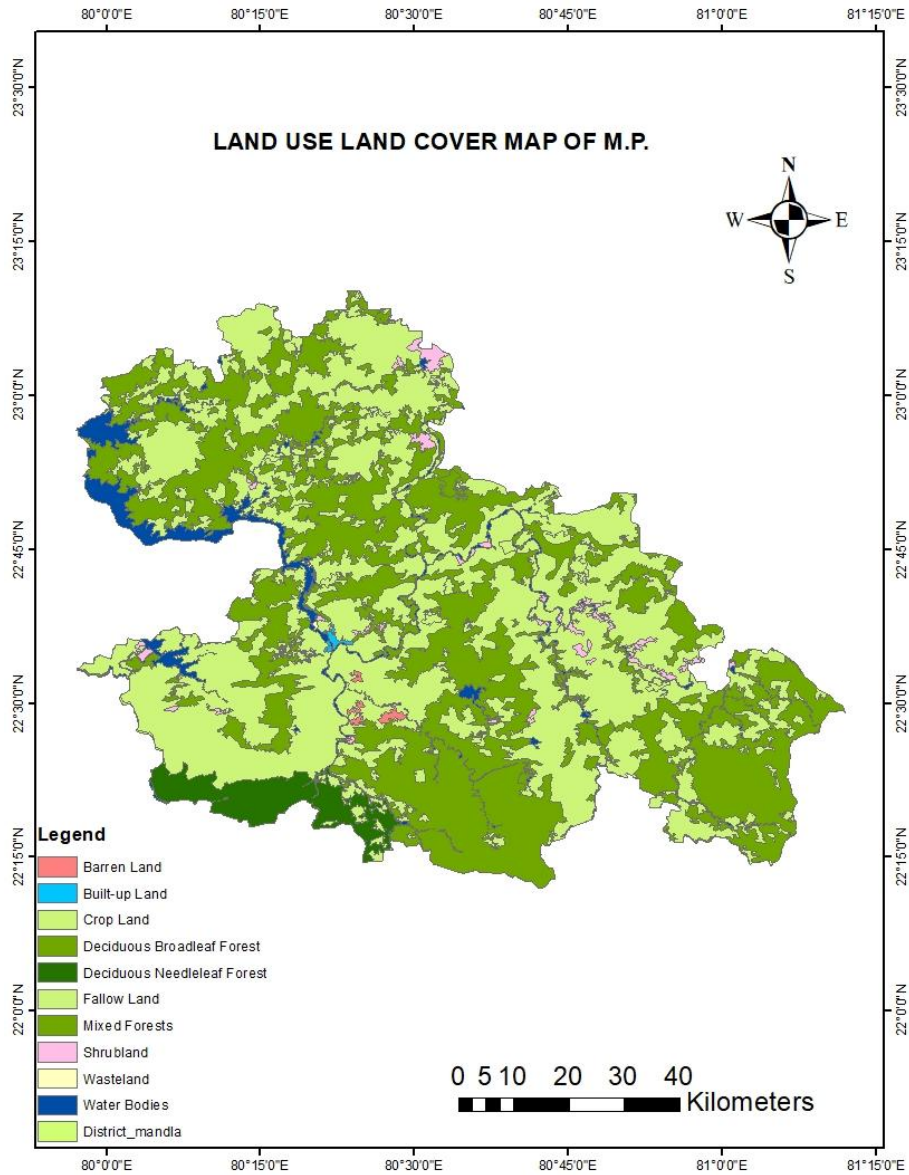 80°0'0"E 80°15'0"E 80°30'0"E 80°45'0"E 81°0'0"E 81°15'0"E
LAND USE LAND COVER MAP OF M.P.
N
W E
S
23°30'0"N 23°30'0"N
23°15'0"N 23°15'0"N
23°0'0"N 23°0'0"N
22°45'0"N 22°45'0"N
22°30'0"N 22°30'0"N
22°15'0"N 22°15'0"N
22°0'0"N 22°0'0"N
Legend
Barren Land
Built-up Land
Crop Land
Deciduous Broadleaf Forest
Deciduous Needleleaf Forest
Fallow Land
Mixed Forests
Shrubland
Wasteland
Water Bodies
District_mandla
0 5 10 20 30 40
Kilometers
80°0'0"E 80°15'0"E 80°30'0"E 80°45'0"E 81°0'0"E 81°15'0"E